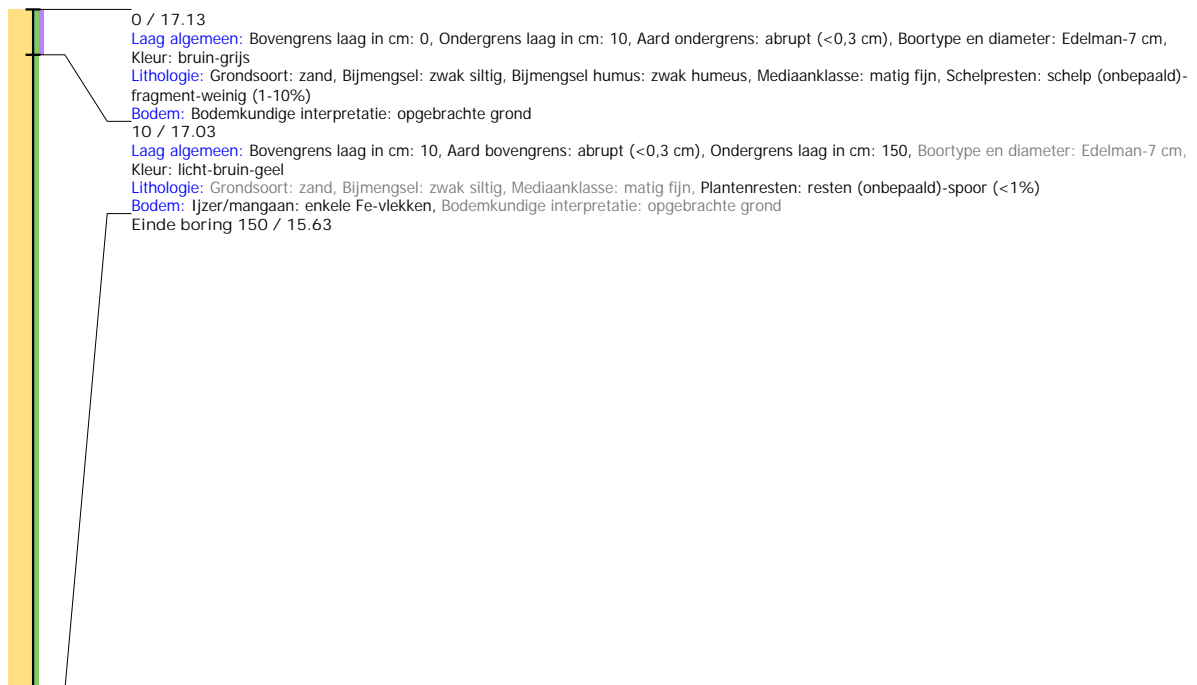 0 / 17.13
Laag algemeen: Bovengrens laag in cm: 0, Ondergrens laag in cm: 10, Aard ondergrens: abrupt (<0,3 cm), Boortype en diameter: Edelman-7 cm,
Kleur: bruin-grijs
Lithologie: Grondsoort: zand, Bijmengsel: zwak siltig, Bijmengsel humus: zwak humeus, Mediaanklasse: matig fijn, Schelpresten: schelp (onbepaald)-
fragment-weinig (1-10%)
Bodem: Bodemkundige interpretatie: opgebrachte grond
10 / 17.03
Laag algemeen: Bovengrens laag in cm: 10, Aard bovengrens: abrupt (<0,3 cm), Ondergrens laag in cm: 150, Boortype en diameter: Edelman-7 cm,
Kleur: licht-bruin-geel
Lithologie: Grondsoort: zand, Bijmengsel: zwak siltig, Mediaanklasse: matig fijn, Plantenresten: resten (onbepaald)-spoor (<1%)
Bodem: Ijzer/mangaan: enkele Fe-vlekken, Bodemkundige interpretatie: opgebrachte grond
Einde boring 150 / 15.63